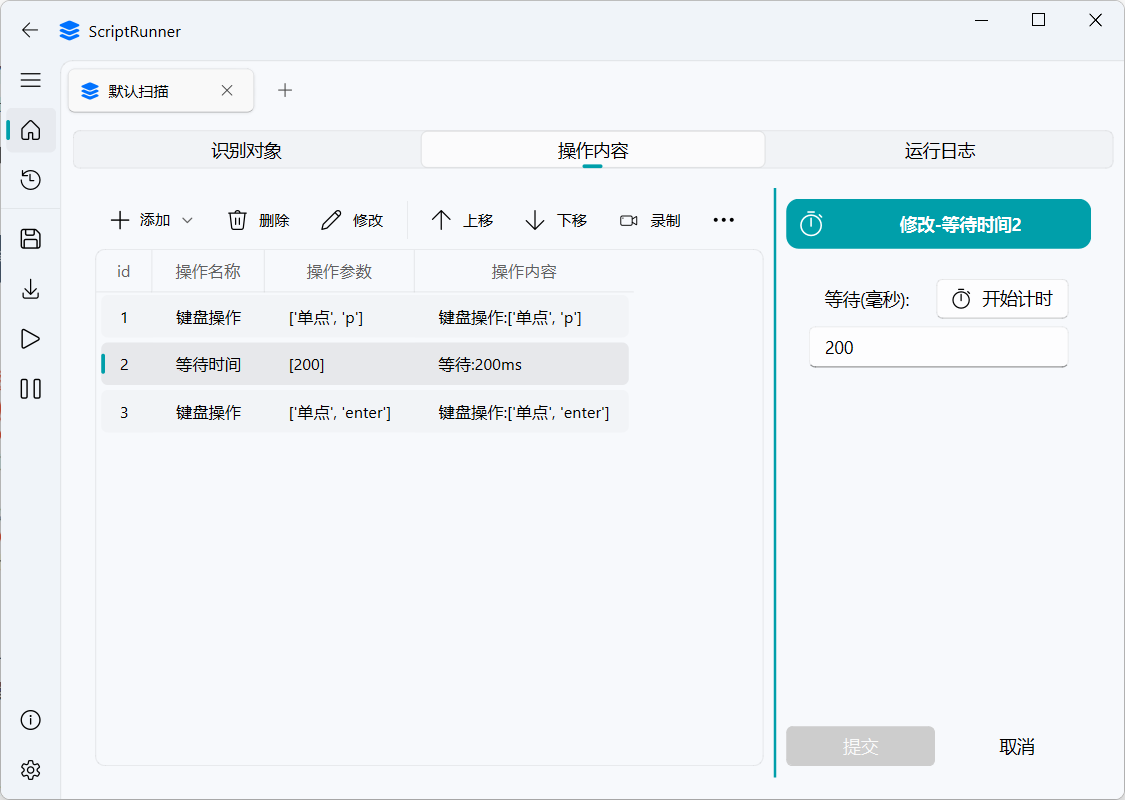 ScriptRunner
默认扫描
识别对象 操作内容 运行日志
添加 删除 修改 上移 下移 录制
修改-等待时间2
id 操作名称 操作参数 操作内容
等待(毫秒): 开始计时
1 键盘操作 ['单点', 'p'] 键盘操作:['单点', 'p']
200
2 等待时间 [200] 等待:200ms
3 键盘操作 ['单点', 'enter'] 键盘操作:['单点', 'enter']
提交 取消